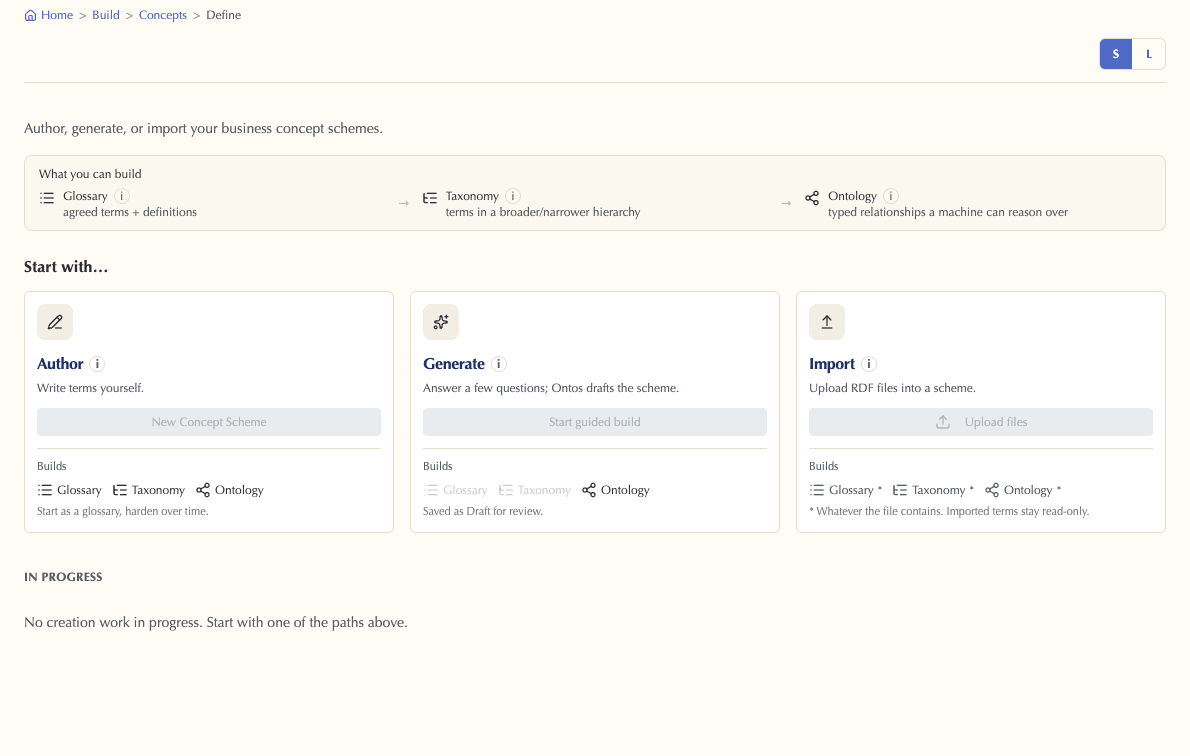 Home > Build > Concepts > Define
S L
Author, generate, or import your business concept schemes.
What you can build
Glossary i
agreed terms + definitions
→
Taxonomy i
terms in a broader/narrower hierarchy
→
Ontology i
typed relationships a machine can reason over
Start with…
Author i
Write terms yourself.
New Concept Scheme
Builds
Glossary Taxonomy Ontology
Start as a glossary, harden over time.
Generate i
Answer a few questions; Ontos drafts the scheme.
Start guided build
Builds
Glossary Taxonomy Ontology
Saved as Draft for review.
Import i
Upload RDF files into a scheme.
Upload files
Builds
Glossary * Taxonomy * Ontology *
* Whatever the file contains. Imported terms stay read-only.
IN PROGRESS
No creation work in progress. Start with one of the paths above.